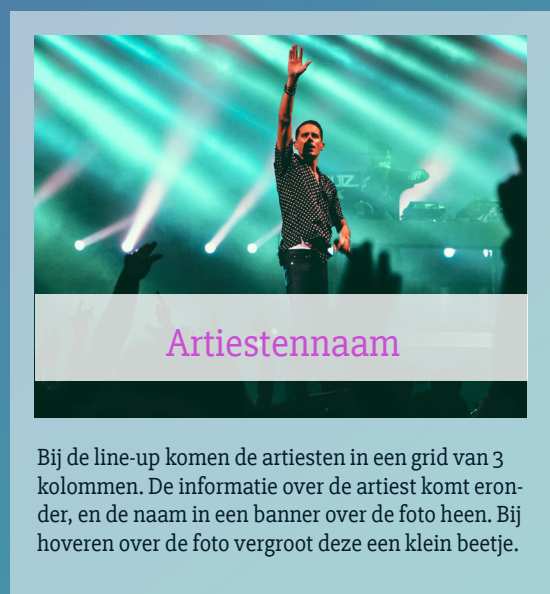 Artiestennaam
Bij de line-up komen de artiesten in een grid van 3
kolommen. De informatie over de artiest komt eron-
der, en de naam in een banner over de foto heen. Bij
hoveren over de foto vergroot deze een klein beetje.